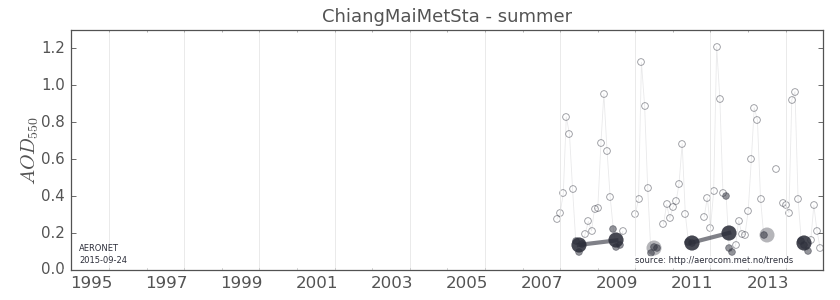 ChiangMaiMetSta - summer
AOD550
1.2
1.0
0.8
0.6
0.4
0.2
0.0
AERONET
2015-09-24
source: http://aerocom.met.no/trends
1995 1997 1999 2001 2003 2005 2007 2009 2011 2013